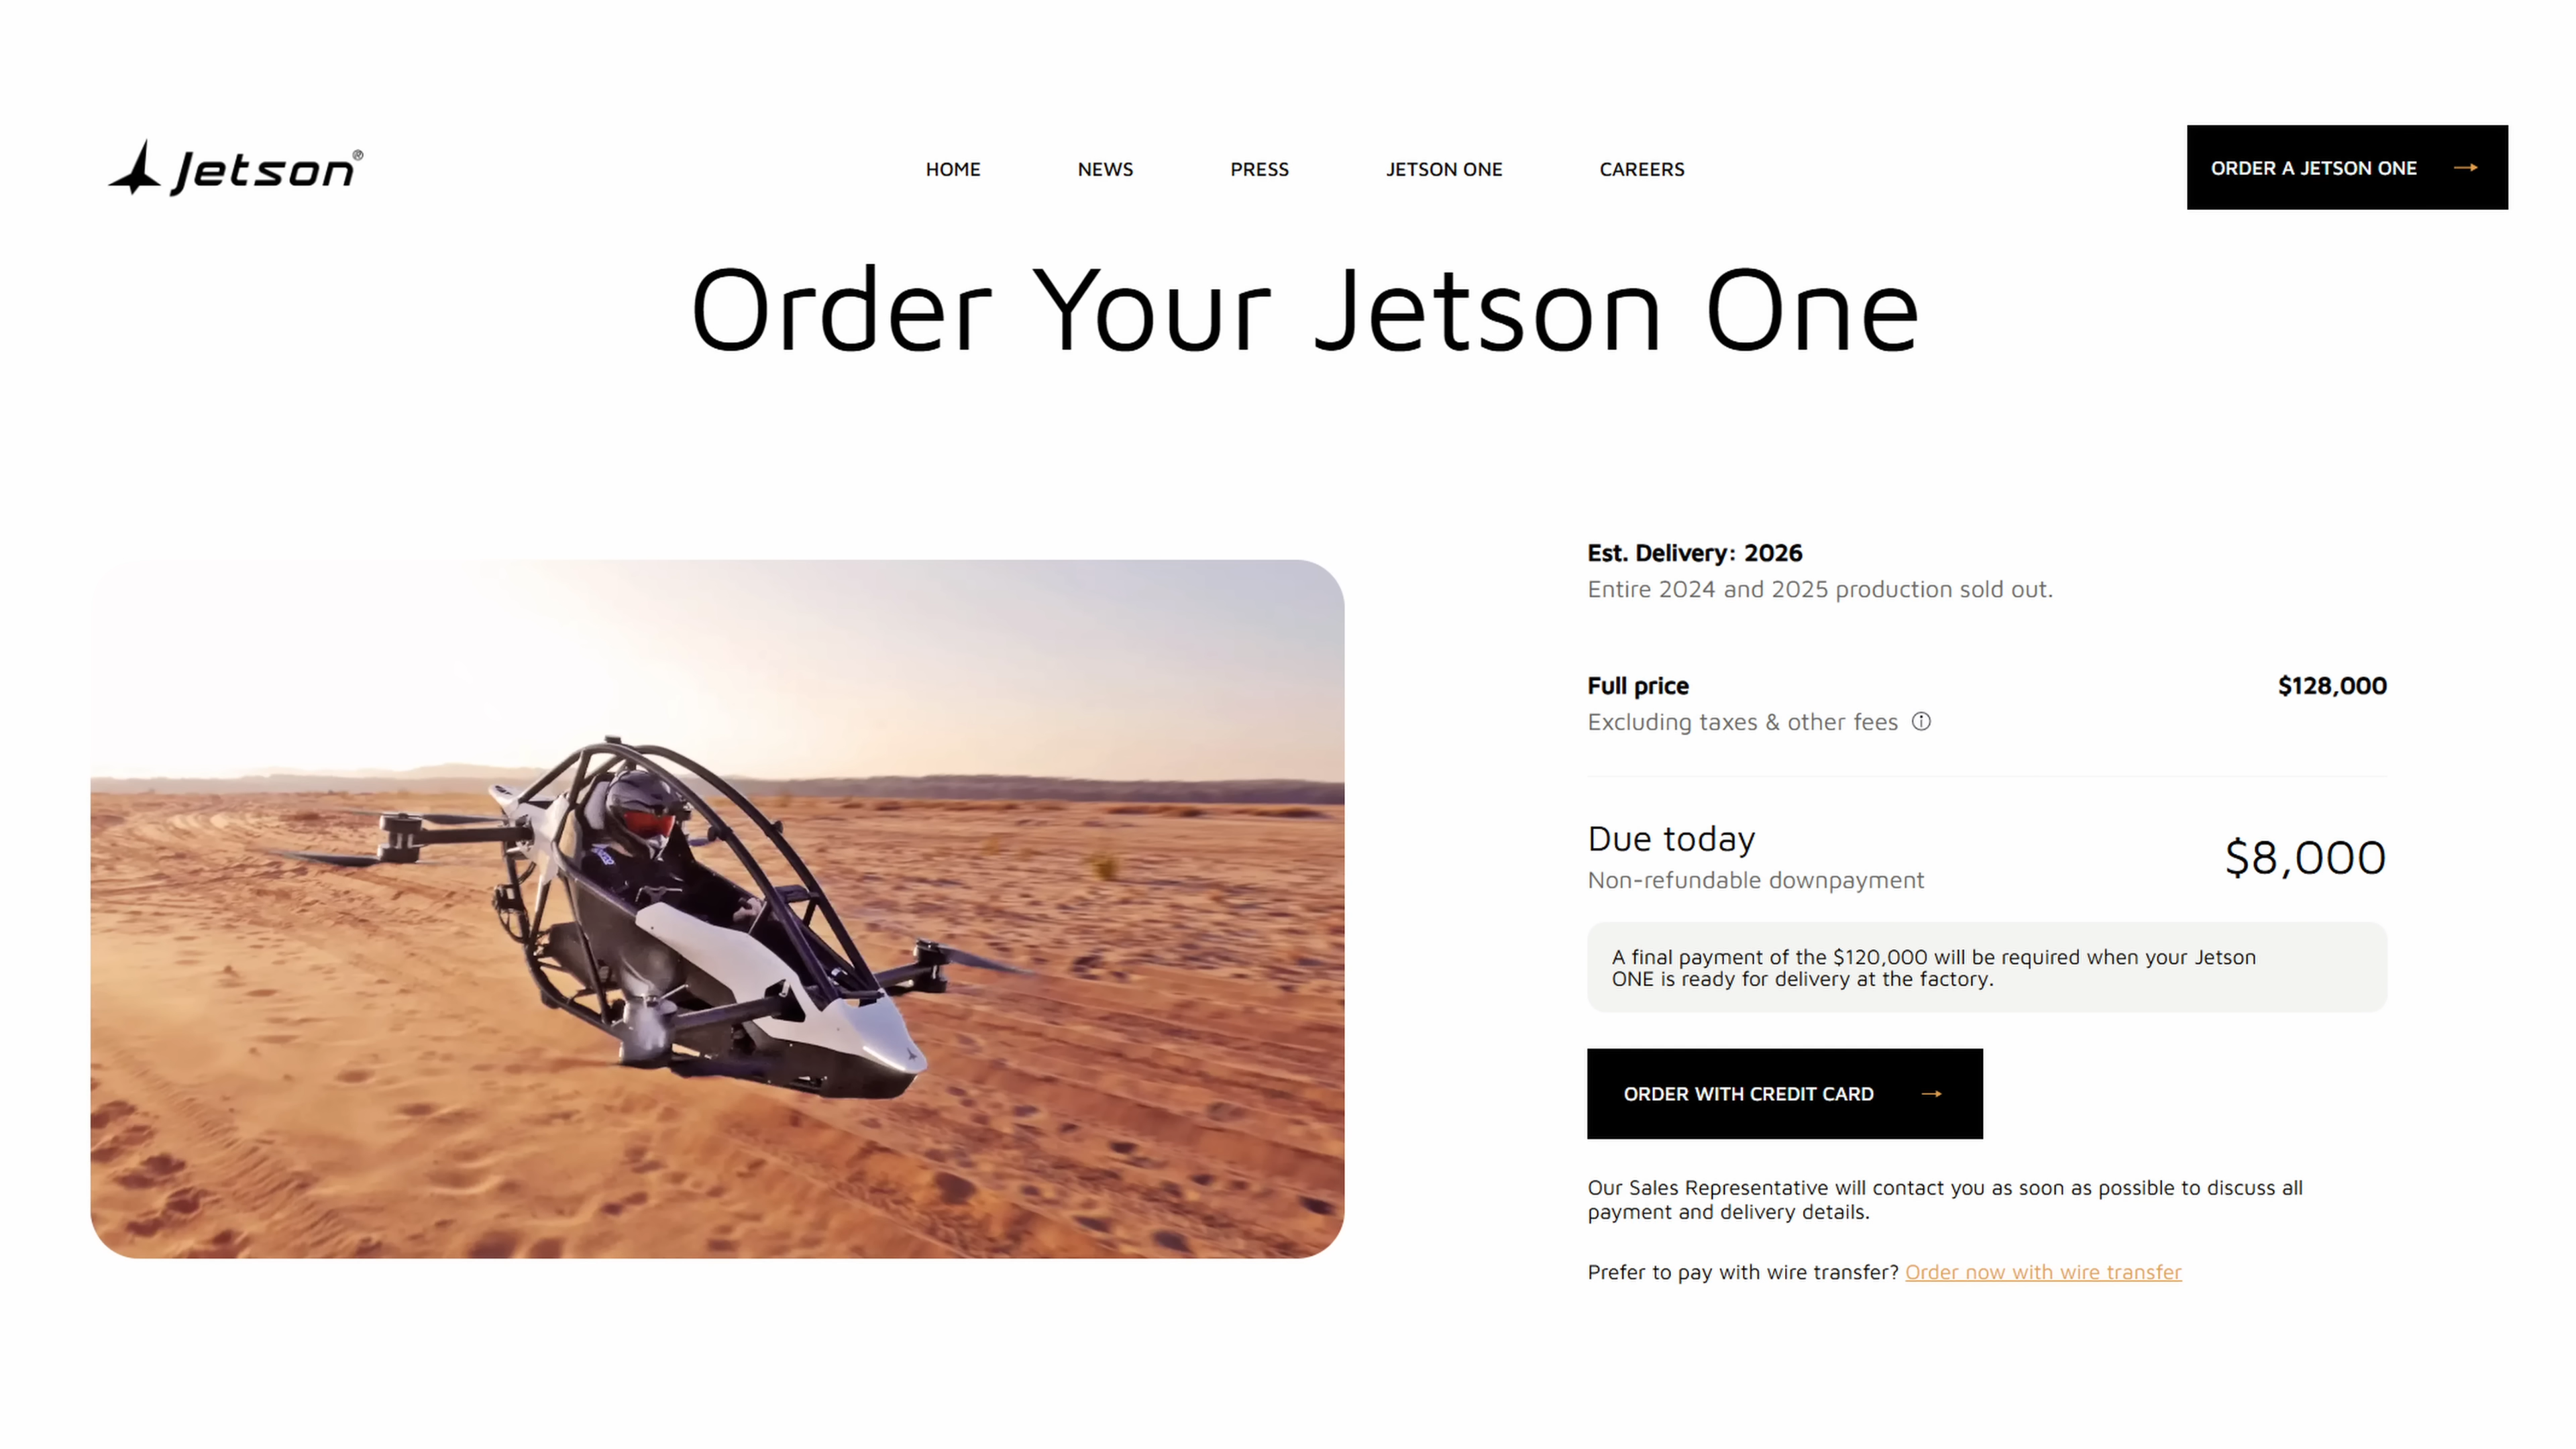 Jetson®
HOME
NEWS
PRESS
JETSON ONE
CAREERS
ORDER A JETSON ONE
Order Your Jetson One
Est. Delivery: 2026
Entire 2024 and 2025 production sold out.
Full price
$128,000
Excluding taxes & other fees
Due today
$8,000
Non-refundable downpayment
A final payment of the $120,000 will be required when your Jetson
ONE is ready for delivery at the factory.
ORDER WITH CREDIT CARD
Our Sales Representative will contact you as soon as possible to discuss all
payment and delivery details.
Prefer to pay with wire transfer? Order now with wire transfer